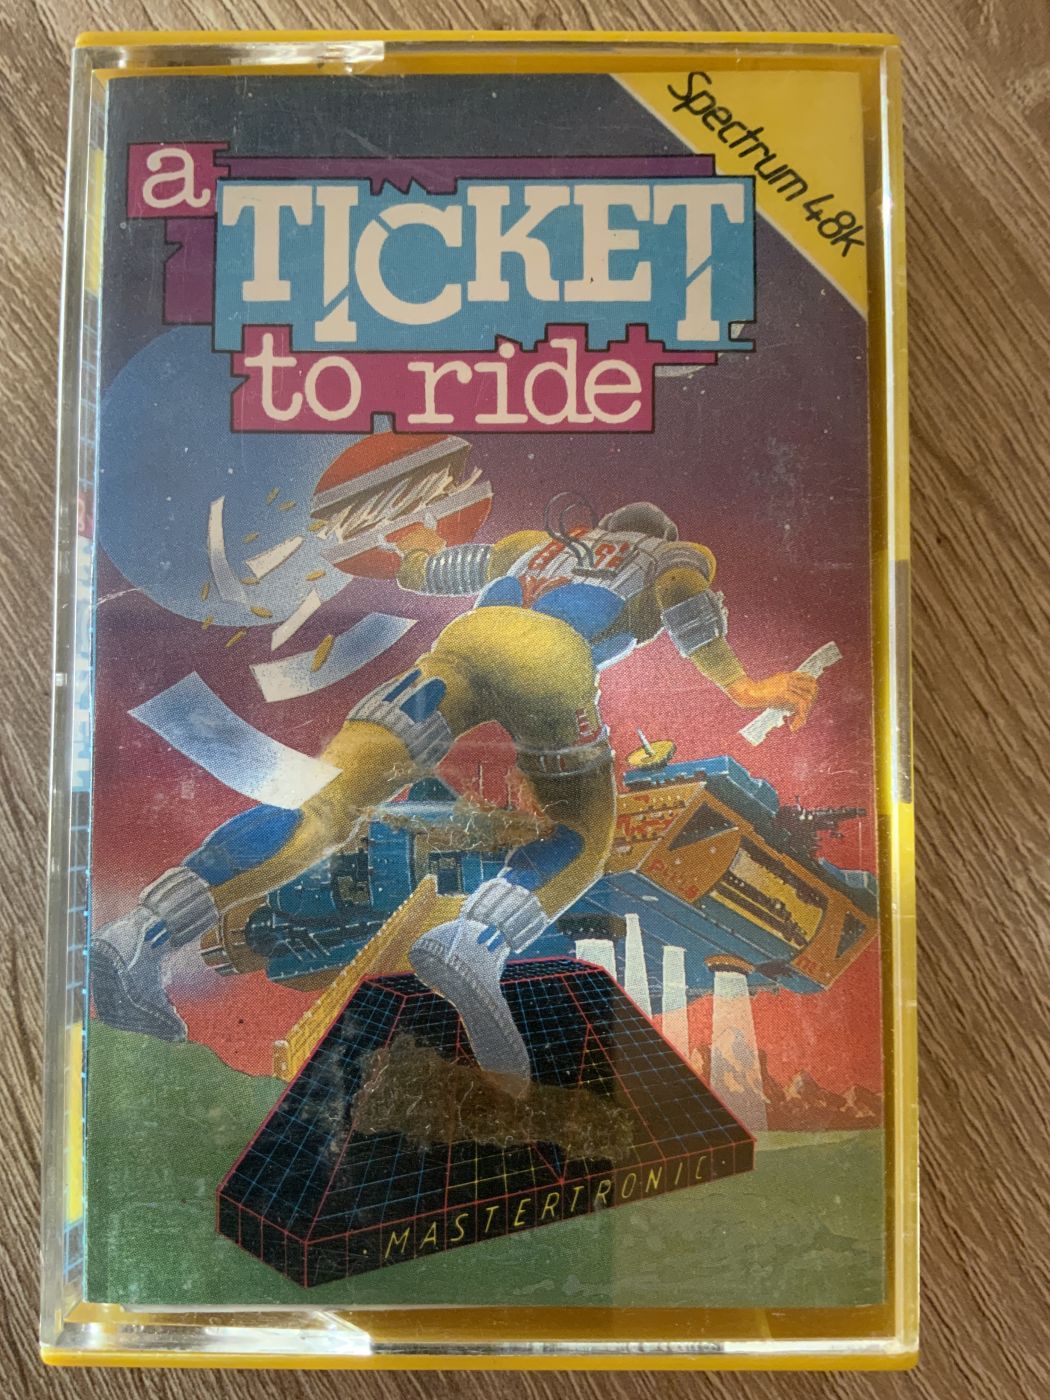 a
TICKET
to ride
Spectrum 48k
MASTERTRONIC